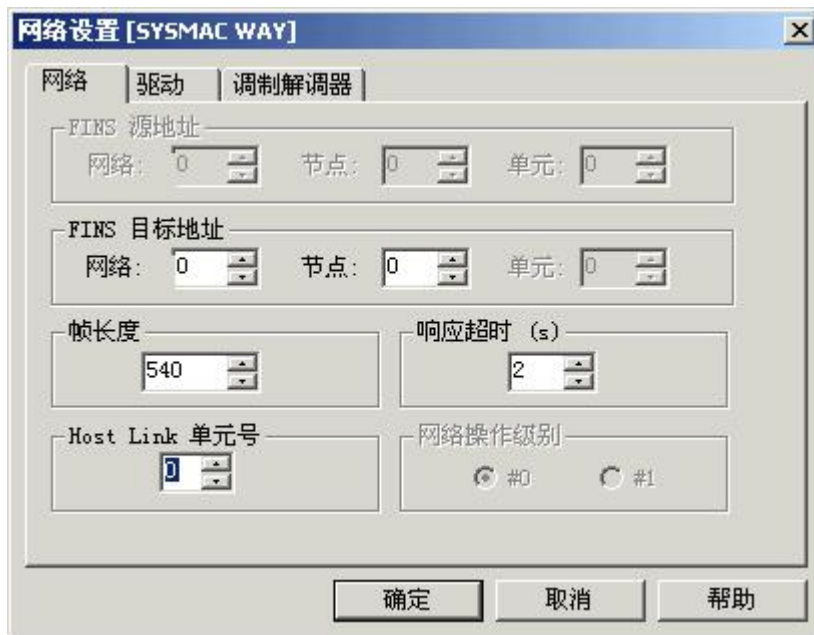 网络设置 [SYSMAC WAY]
网络 驱动 调制解调器
FINS 源地址
网络: 0 节点: 0 单元: 0
FINS 目标地址
网络: 0 节点: 0 单元: 0
帧长度 响应超时 (s)
540 2
Host Link 单元号 网络操作级别
0 #0 #1
确定 取消 帮助